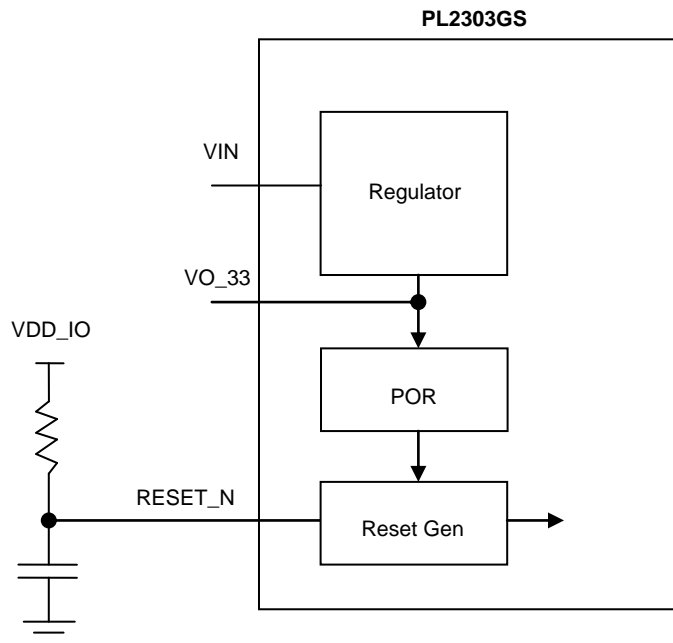 PL2303GS
VIN
Regulator
VO_33
VDD_IO
POR
RESET_N
Reset Gen